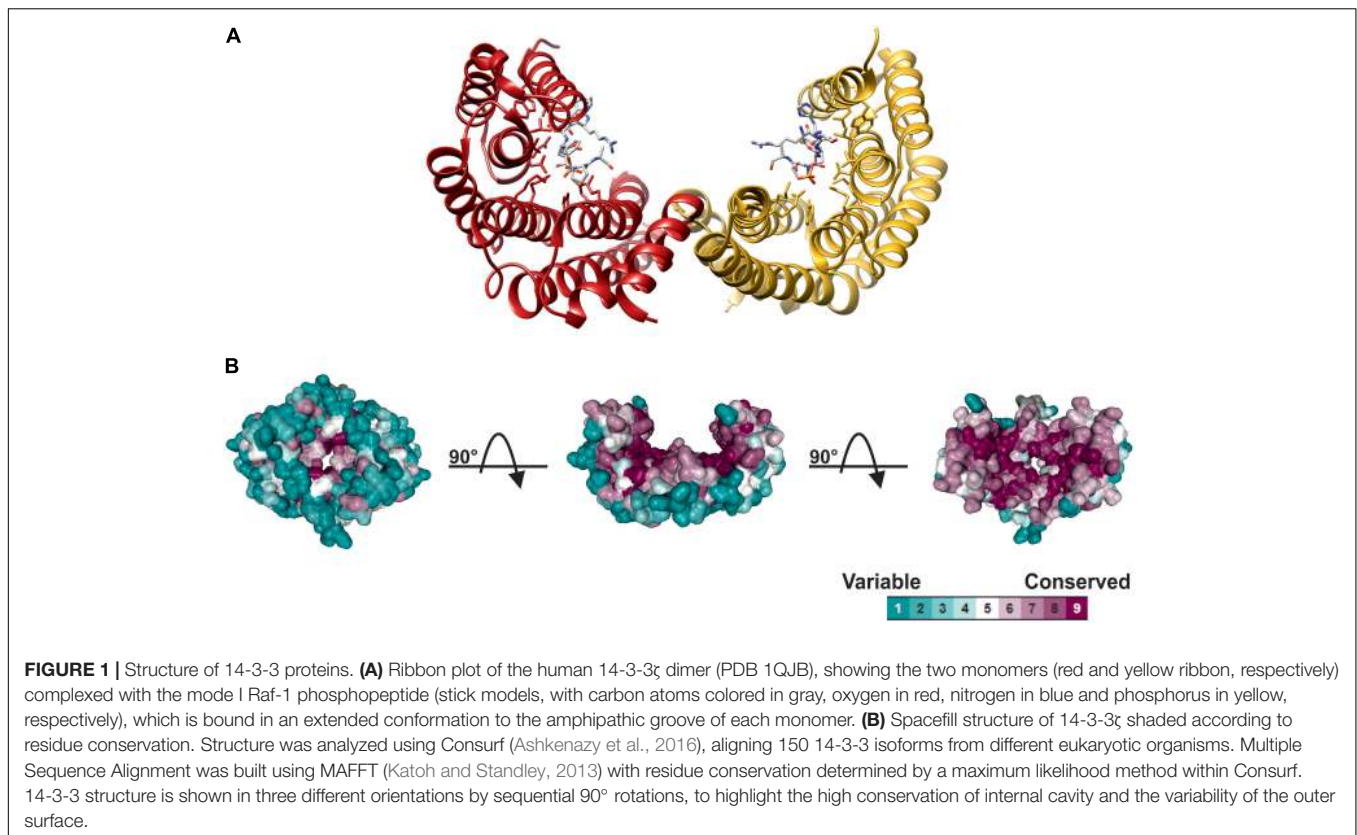 A
B
90°
90°
Variable Conserved
1 2 3 4 5 6 7 8 9
FIGURE 1 | Structure of 14-3-3 proteins. (A) Ribbon plot of the human 14-3-3ζ dimer (PDB 1QJB), showing the two monomers (red and yellow ribbon, respectively)
complexed with the mode I Raf-1 phosphopeptide (stick models, with carbon atoms colored in gray, oxygen in red, nitrogen in blue and phosphorus in yellow,
respectively), which is bound in an extended conformation to the amphipathic groove of each monomer. (B) Spacefill structure of 14-3-3ζ shaded according to
residue conservation. Structure was analyzed using Consurf (Ashkenazy et al., 2016), aligning 150 14-3-3 isoforms from different eukaryotic organisms. Multiple
Sequence Alignment was built using MAFFT (Katoh and Standley, 2013) with residue conservation determined by a maximum likelihood method within Consurf.
14-3-3 structure is shown in three different orientations by sequential 90° rotations, to highlight the high conservation of internal cavity and the variability of the outer
surface.